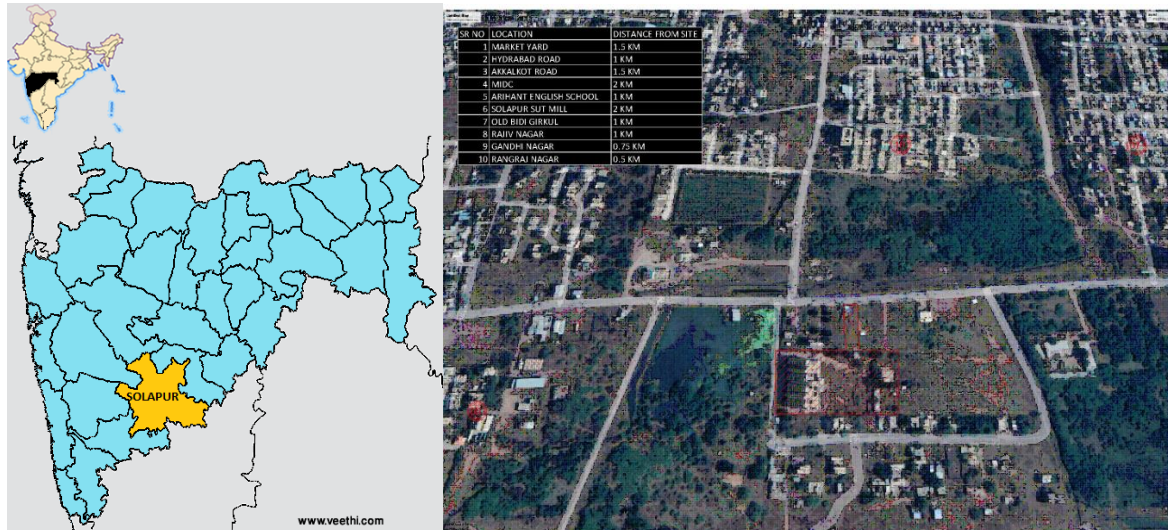 SOLAPUR
www.veethi.com
SR NO LOCATION DISTANCE FROM SITE
1 MARKET YARD 1.5 KM
2 HYDRABAD ROAD 1 KM
3 AKKALKOT ROAD 1.5 KM
4 MIDC 2 KM
5 ARIHANT ENGLISH SCHOOL 1 KM
6 SOLAPUR SUT MILL 2 KM
7 OLD BIDI GIRKUL 1 KM
8 RAJIV NAGAR 1 KM
9 GANDHI NAGAR 0.75 KM
10 RANGRAJ NAGAR 0.5 KM